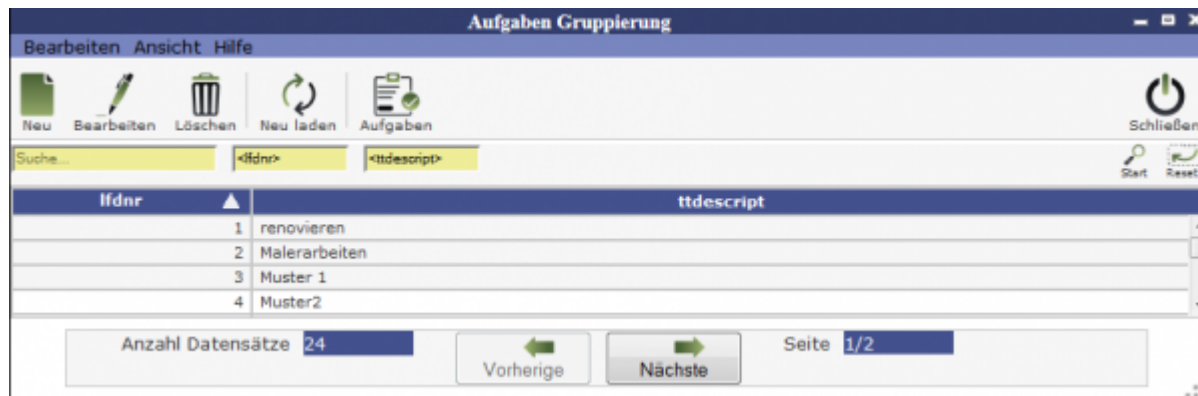 Aufgaben Gruppierung
Bearbeiten Ansicht Hilfe
Neu Bearbeiten Löschen Neu laden Aufgaben Schließen
Suche... <lfdnr> <ttdescript> Start Reset
lfdnr ttdescript
1 renovieren
2 Malerarbeiten
3 Muster 1
4 Muster2
Anzahl Datensätze 24 Vorherige Nächste Seite 1/2